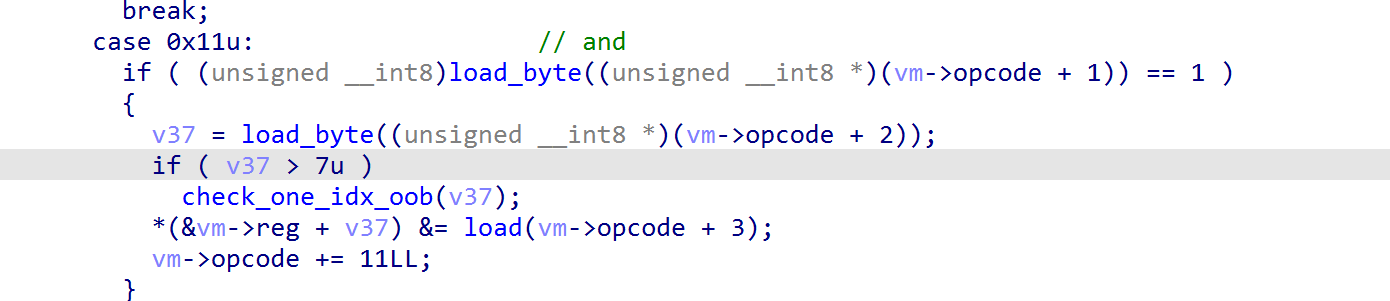 break;
case 0x11u: // and
if ( (unsigned __int8)load_byte((unsigned __int8 *)(vm->opcode + 1)) == 1 )
{
v37 = load_byte((unsigned __int8 *)(vm->opcode + 2));
if ( v37 > 7u )
check_one_idx_oob(v37);
*(&vm->reg + v37) &= load(vm->opcode + 3);
vm->opcode += 11LL;
}